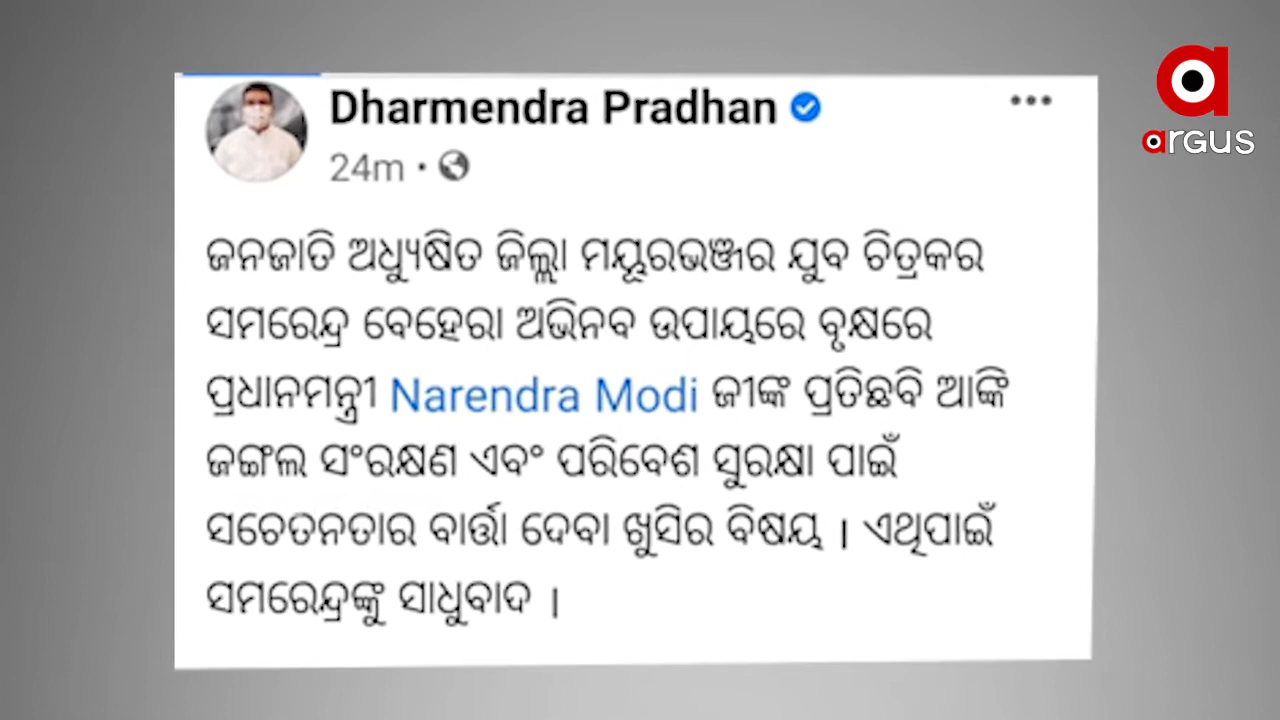 Dharmendra Pradhan
24m ·
ଜନଜାତି ଅଧ୍ୟୁଷିତ ଜିଲ୍ଲା ମୟୂରଭଞ୍ଜର ଯୁବ ଚିତ୍ରକର
ସମରେନ୍ଦ୍ର ବେହେରା ଅଭିନବ ଉପାୟରେ ବୃକ୍ଷରେ
ପ୍ରଧାନମନ୍ତ୍ରୀ Narendra Modi ଜୀଙ୍କ ପ୍ରତିଛବି ଆଙ୍କି
ଜଙ୍ଗଲ ସଂରକ୍ଷଣ ଏବଂ ପରିବେଶ ସୁରକ୍ଷା ପାଇଁ
ସଚେତନତାର ବାର୍ତ୍ତା ଦେବା ଖୁସିର ବିଷୟ । ଏଥିପାଇଁ
ସମରେନ୍ଦ୍ରଙ୍କୁ ସାଧୁବାଦ ।
argus